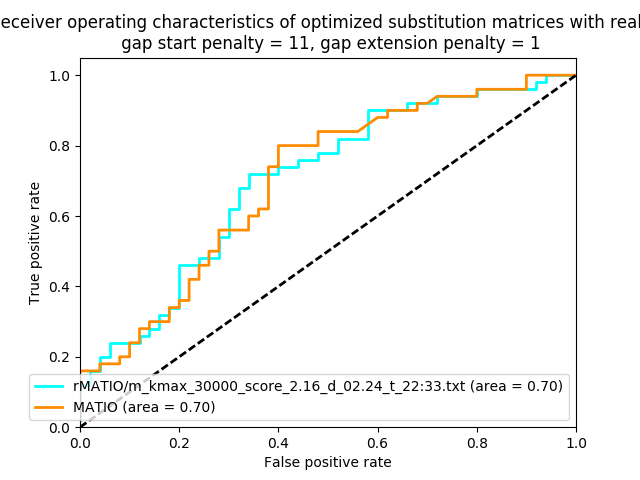 eceiver operating characteristics of optimized substitution matrices with real
gap start penalty = 11, gap extension penalty = 1
1.0
0.8
0.6
0.4
0.2
0.0
True positive rate
rMATIO/m_kmax_30000_score_2.16_d_02.24_t_22:33.txt (area = 0.70)
MATIO (area = 0.70)
0.0 0.2 0.4 0.6 0.8 1.0
False positive rate